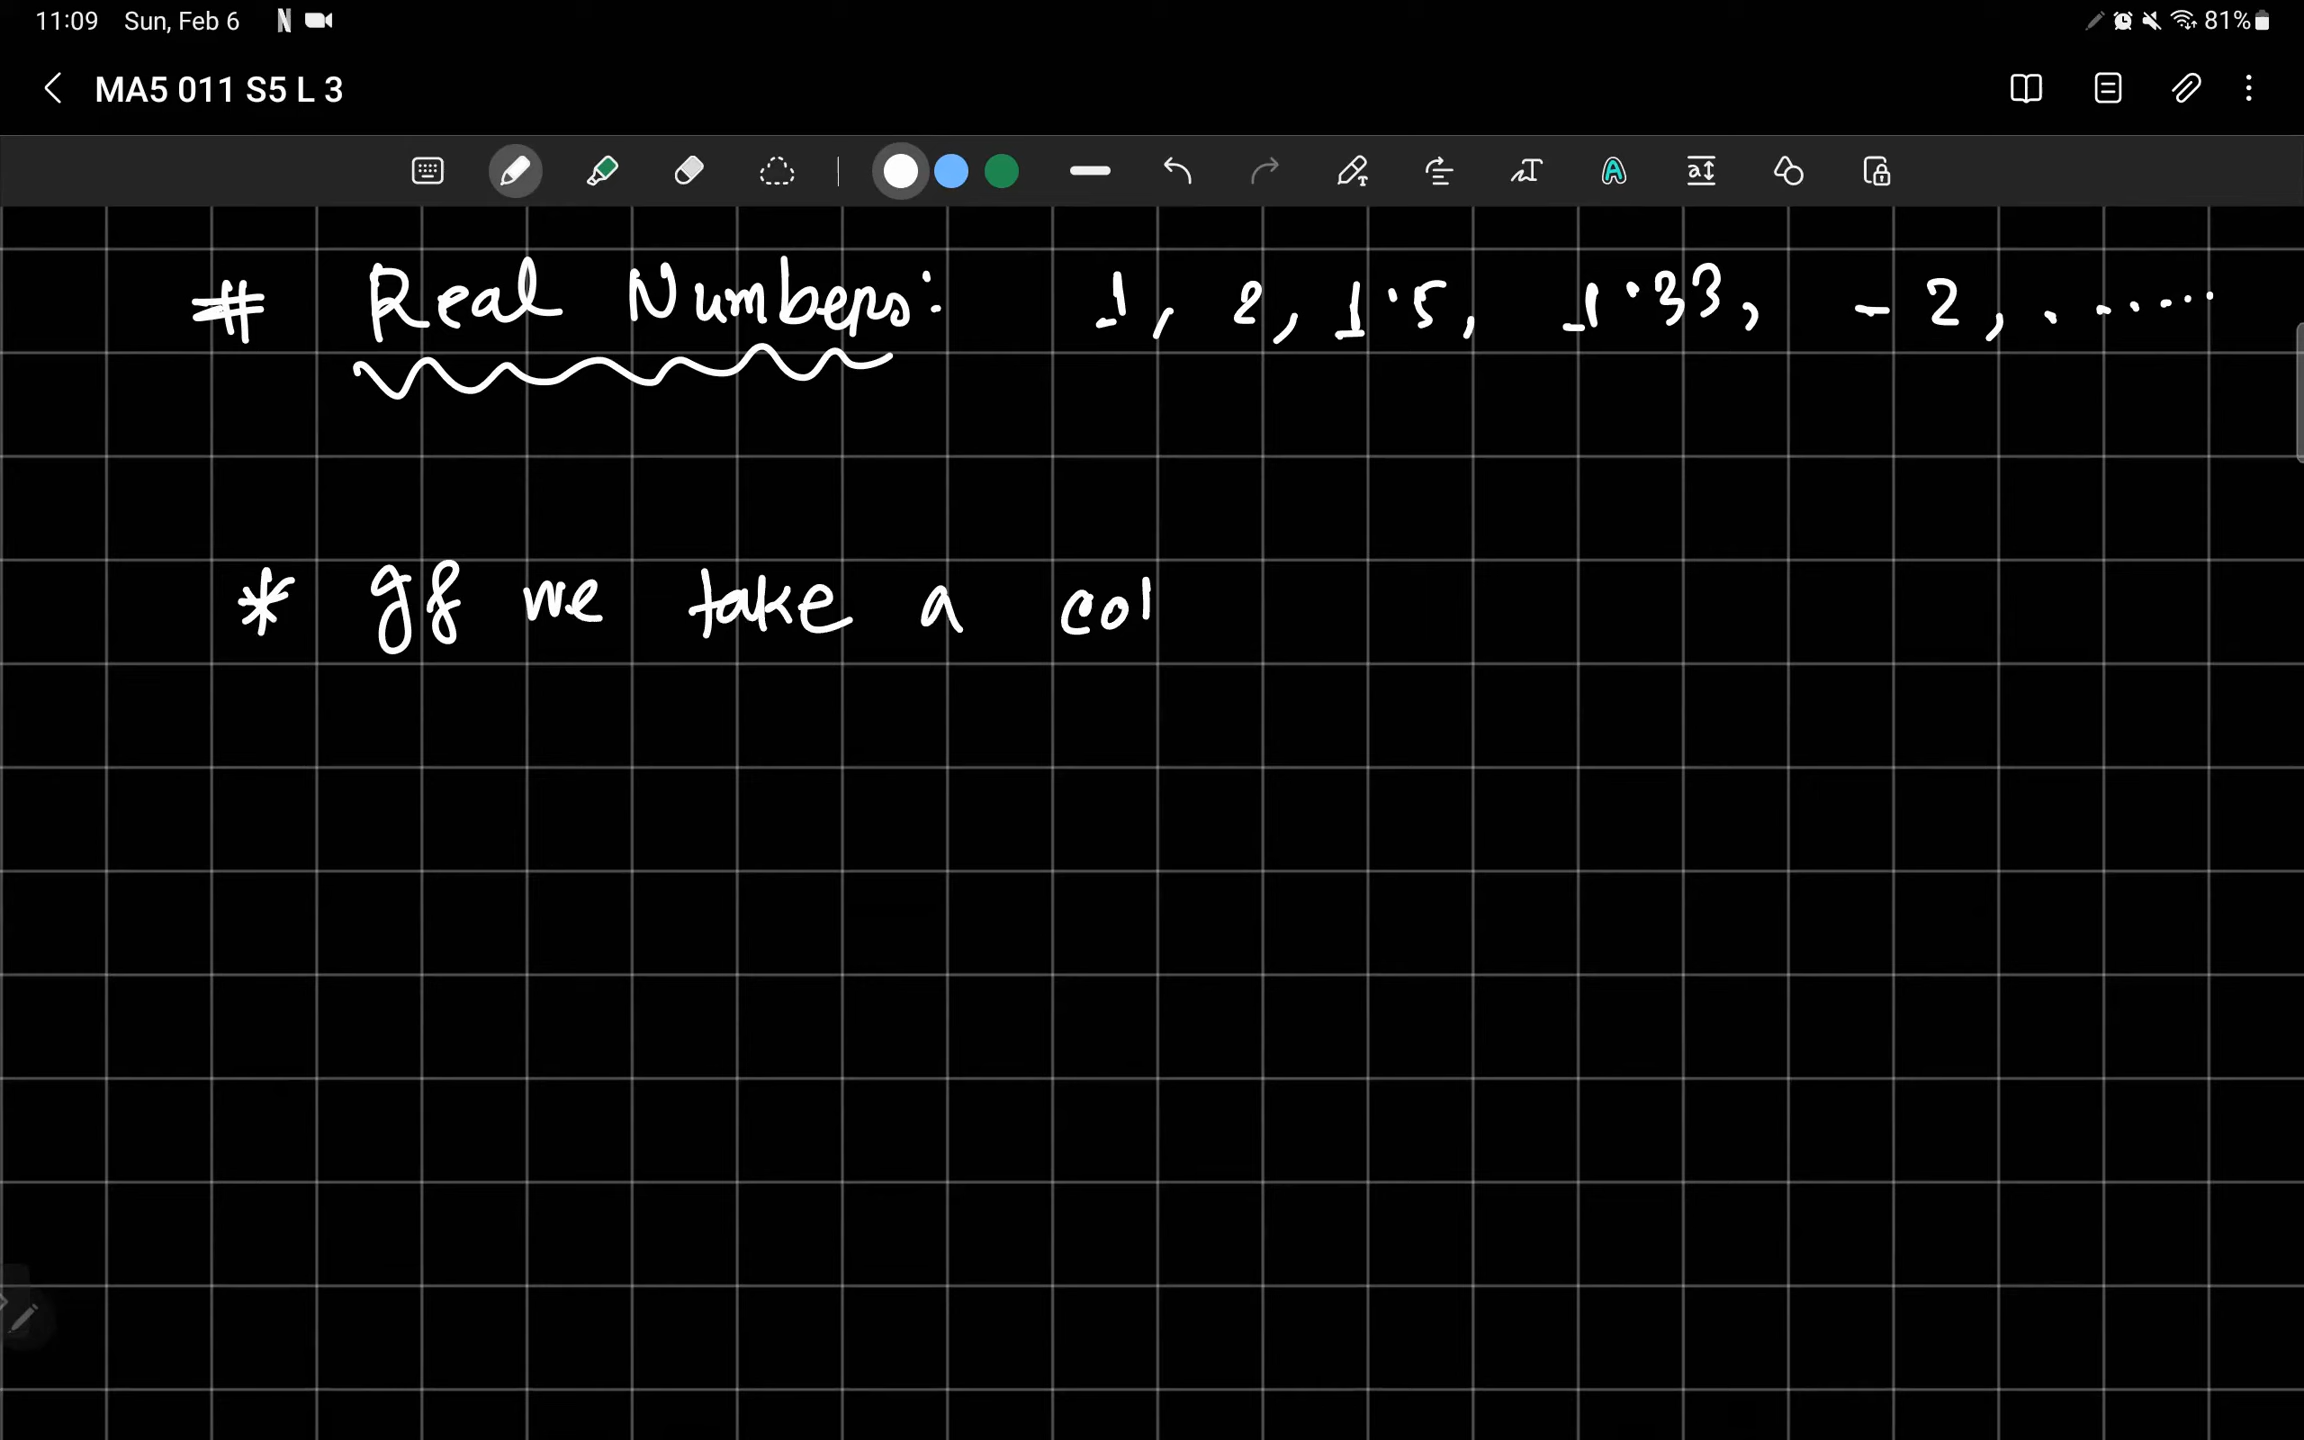 11:09 Sun, Feb 6 N 81%
MA5 011 S5 L 3
# Real Numbers: 1, 2, 1.5, 1.33, -2, ......
* If we take a col